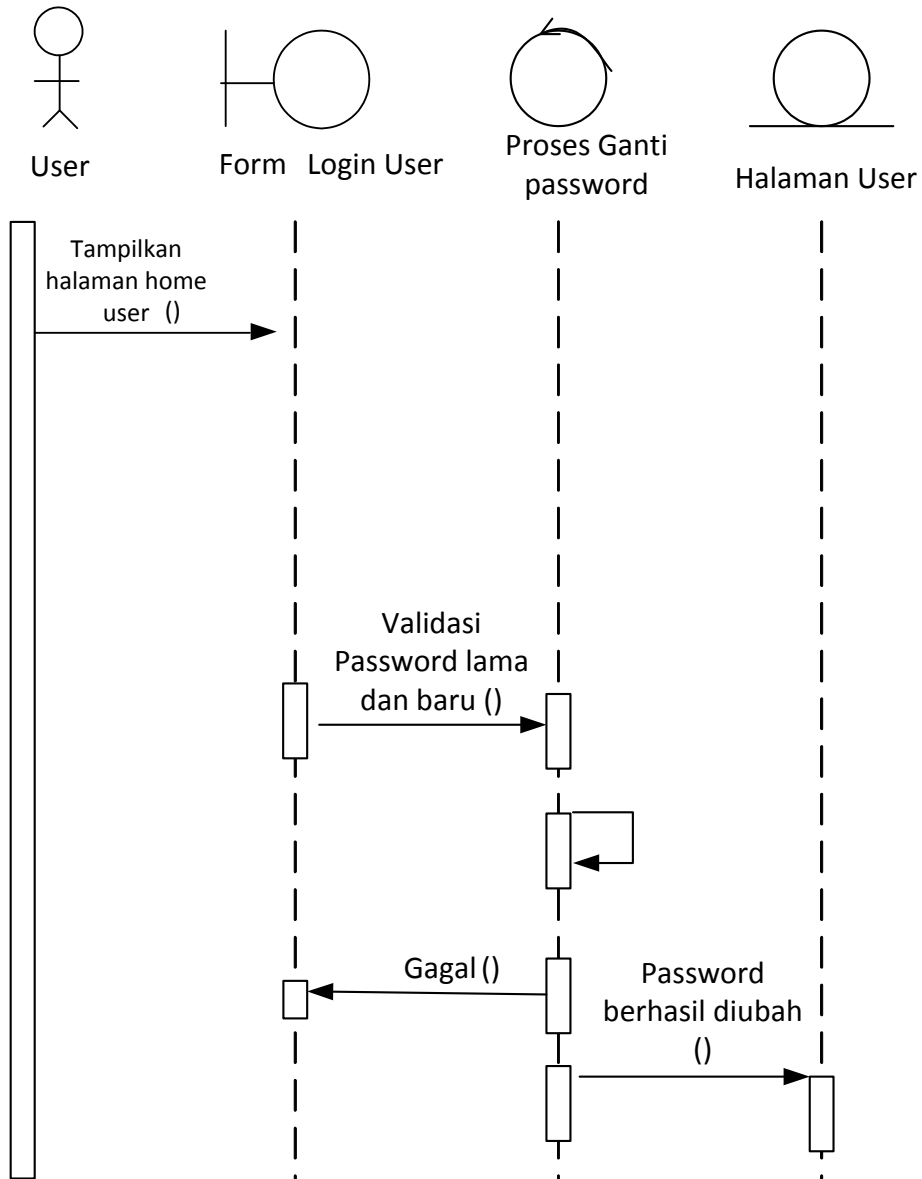 User
Form Login User
Proses Ganti
password
Halaman User
Tampilkan
halaman home
user ()
Validasi
Password lama
dan baru ()
Gagal ()
Password
berhasil diubah
()